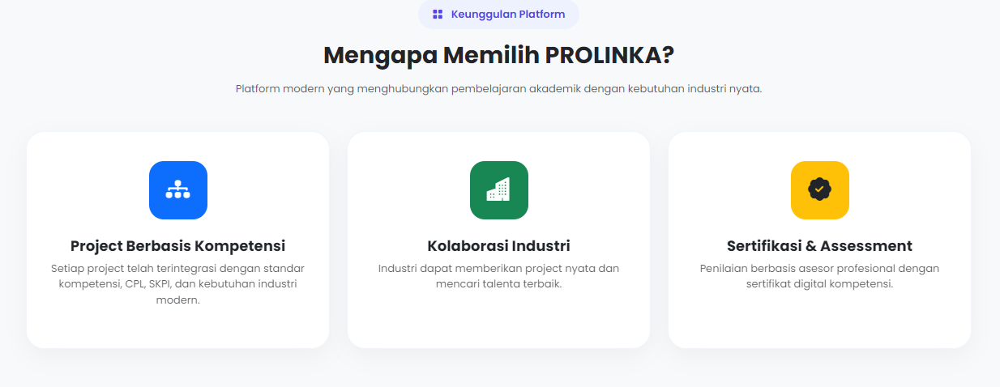 Keunggulan Platform
Mengapa Memilih PROLINKA?
Platform modern yang menghubungkan pembelajaran akademik dengan kebutuhan industri nyata.
Project Berbasis Kompetensi
Setiap project telah terintegrasi dengan standar
kompetensi, CPL, SKPI, dan kebutuhan industri
modern.
Kolaborasi Industri
Industri dapat memberikan project nyata dan
mencari talenta terbaik.
Sertifikasi & Assessment
Penilaian berbasis asesor profesional dengan
sertifikat digital kompetensi.